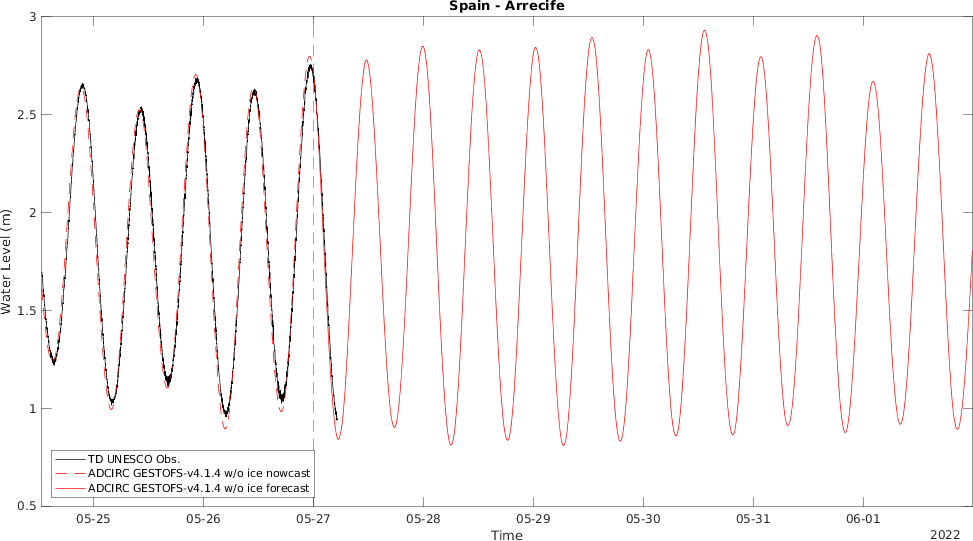 Spain - Arrecife
3
2.5
2
1.5
1
0.5
Water Level (m)
TD UNESCO Obs.
ADCIRC GESTOFS-v4.1.4 w/o ice nowcast
ADCIRC GESTOFS-v4.1.4 w/o ice forecast
05-25 05-26 05-27 05-28 05-29 05-30 05-31 06-01
Time
2022